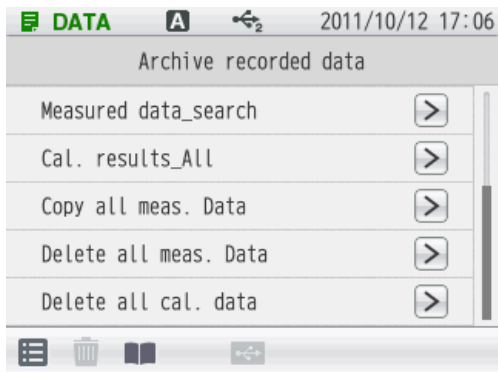 DATA A 2 2011/10/12 17:06
Archive recorded data
Measured data_search
Cal. results_All
Copy all meas. Data
Delete all meas. Data
Delete all cal. data